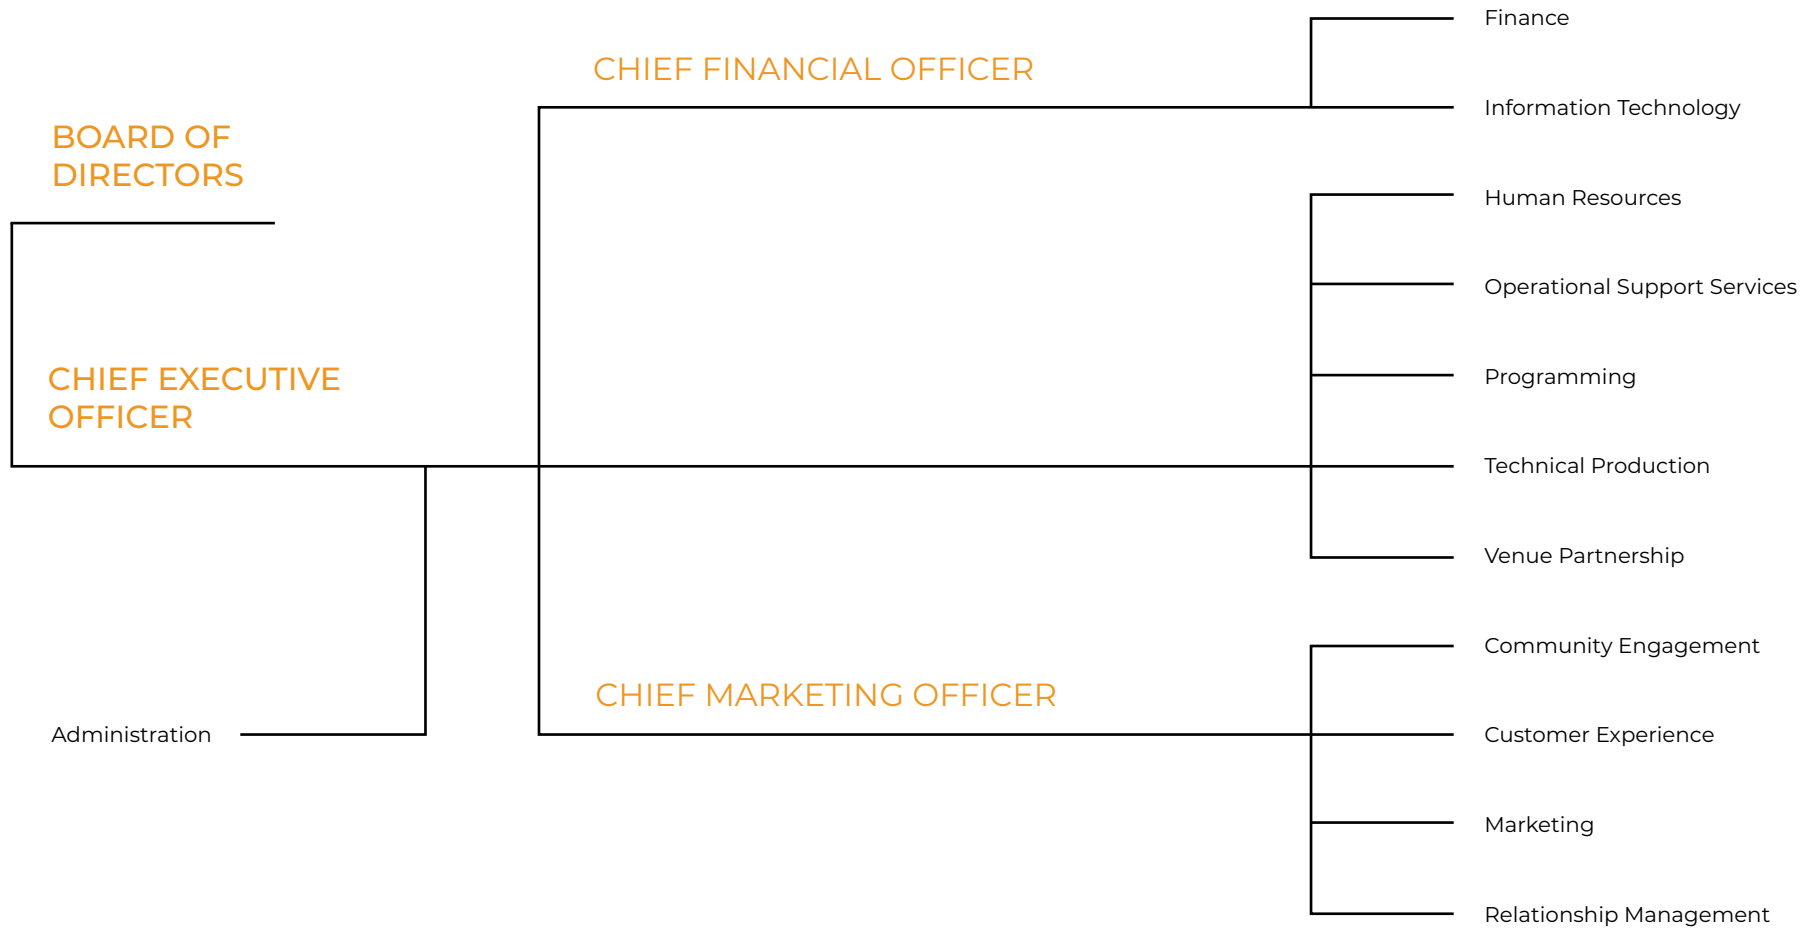 BOARD OF
DIRECTORS
CHIEF EXECUTIVE
OFFICER
Administration
CHIEF FINANCIAL OFFICER
CHIEF MARKETING OFFICER
Finance
Information Technology
Human Resources
Operational Support Services
Programming
Technical Production
Venue Partnership
Community Engagement
Customer Experience
Marketing
Relationship Management